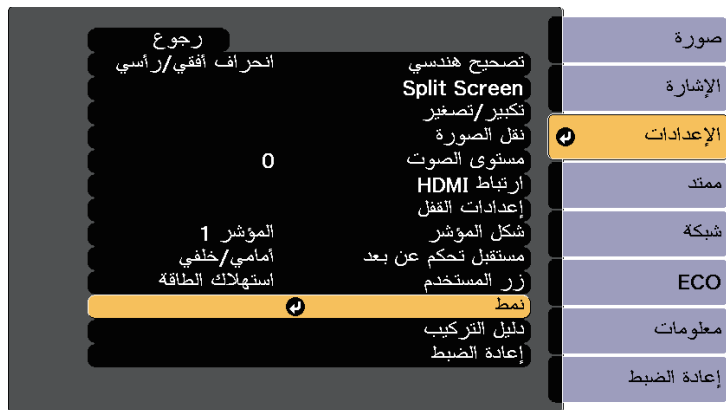 صورة
الإشارة
الإعدادات
ممتد
شبكة
ECO
معلومات
إعادة الضبط
رجوع
تصحيح هندسي انحراف أفقي/رأسي
Split Screen
تكبير/تصغير
نقل الصورة
مستوى الصوت 0
ارتباط HDMI
إعدادات القفل
شكل المؤشر المؤشر 1
مستقبل تحكم عن بعد أمامي/خلفي
زر المستخدم استهلاك الطاقة
نمط
دليل التركيب
إعادة الضبط